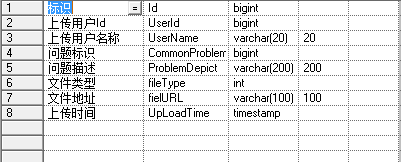 1 标识 = Id bigint
2 上传用户Id UserId bigint
3 上传用户名称 UserName varchar(20) 20
4 问题标识 CommonProblem bigint
5 问题描述 ProblemDepict varchar(200) 200
6 文件类型 fileType int
7 文件地址 fielURL varchar(100) 100
8 上传时间 UpLoadTime timestamp